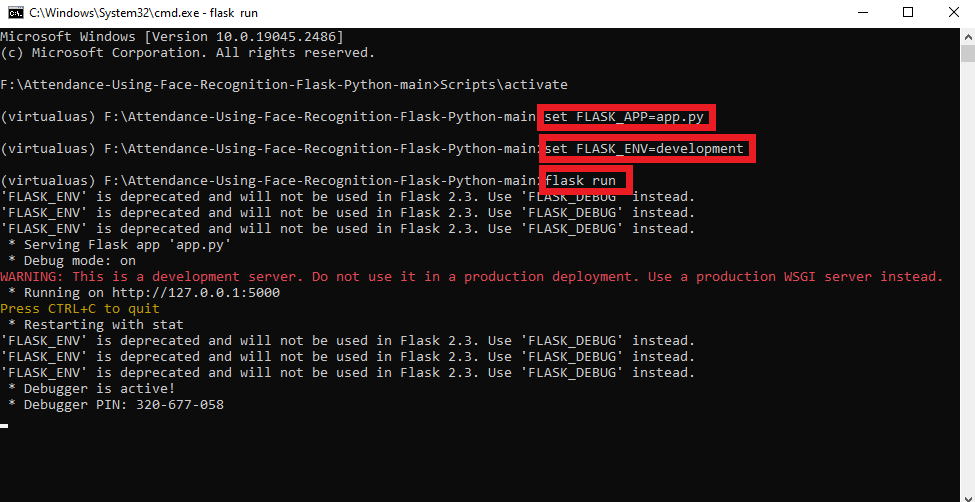 C:\Windows\System32\cmd.exe - flask run
Microsoft Windows [Version 10.0.19045.2486]
(c) Microsoft Corporation. All rights reserved.
F:\Attendance-Using-Face-Recognition-Flask-Python-main>Scripts\activate
(virtualuas) F:\Attendance-Using-Face-Recognition-Flask-Python-main>set FLASK_APP=app.py
(virtualuas) F:\Attendance-Using-Face-Recognition-Flask-Python-main>set FLASK_ENV=development
(virtualuas) F:\Attendance-Using-Face-Recognition-Flask-Python-main>flask run
'FLASK_ENV' is deprecated and will not be used in Flask 2.3. Use 'FLASK_DEBUG' instead.
'FLASK_ENV' is deprecated and will not be used in Flask 2.3. Use 'FLASK_DEBUG' instead.
'FLASK_ENV' is deprecated and will not be used in Flask 2.3. Use 'FLASK_DEBUG' instead.
 * Serving Flask app 'app.py'
 * Debug mode: on
WARNING: This is a development server. Do not use it in a production deployment. Use a production WSGI server instead.
 * Running on http://127.0.0.1:5000
Press CTRL+C to quit
 * Restarting with stat
'FLASK_ENV' is deprecated and will not be used in Flask 2.3. Use 'FLASK_DEBUG' instead.
'FLASK_ENV' is deprecated and will not be used in Flask 2.3. Use 'FLASK_DEBUG' instead.
'FLASK_ENV' is deprecated and will not be used in Flask 2.3. Use 'FLASK_DEBUG' instead.
 * Debugger is active!
 * Debugger PIN: 320-677-058